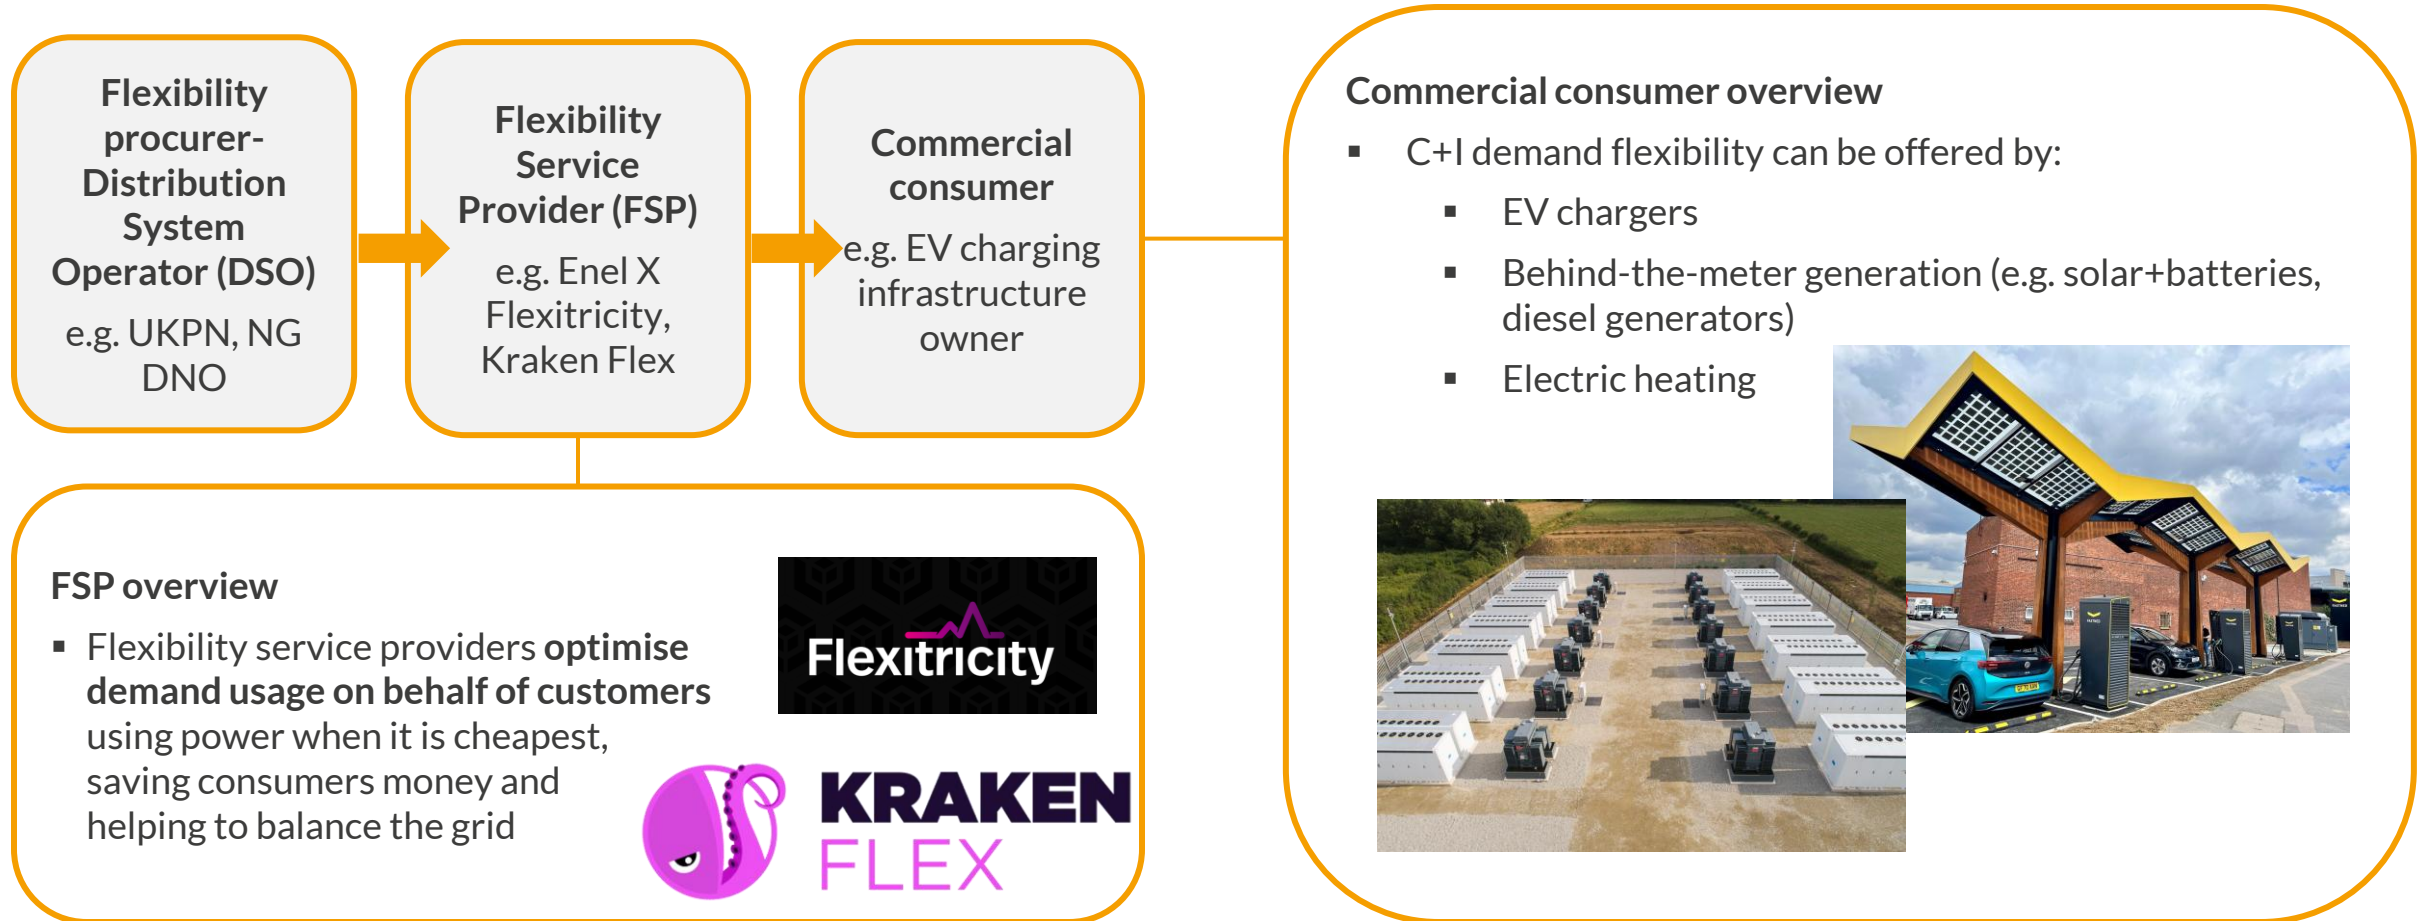 Flexibility
procurer-
Distribution
System
Operator (DSO)
e.g. UKPN, NG
DNO
Flexibility
Service
Provider (FSP)
e.g. Enel X
Flexitricity,
Kraken Flex
Commercial
consumer
e.g. EV charging
infrastructure
owner
Commercial consumer overview
▪ C+I demand flexibility can be offered by:
▪ EV chargers
▪ Behind-the-meter generation (e.g. solar+batteries,
diesel generators)
▪ Electric heating
FSP overview
▪ Flexibility service providers optimise
demand usage on behalf of customers
using power when it is cheapest,
saving consumers money and
helping to balance the grid
Flexitricity
KRAKEN
FLEX